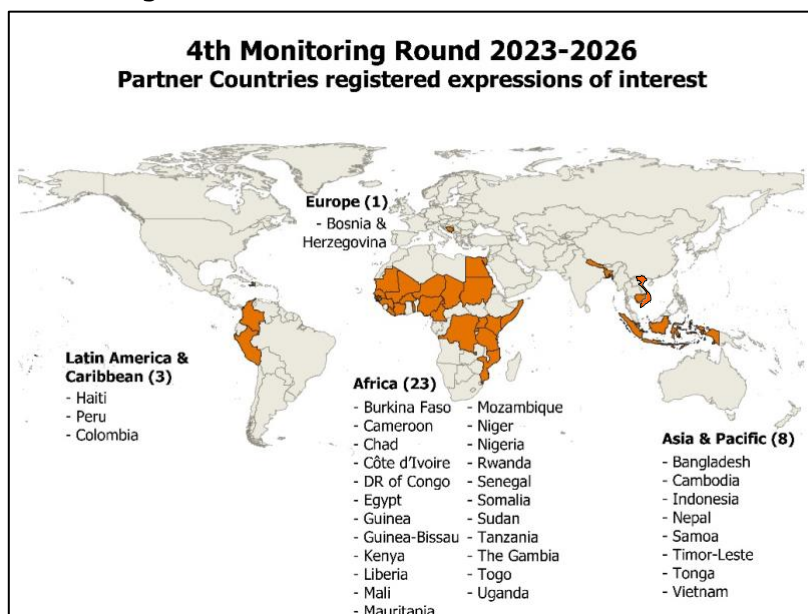 4th Monitoring Round 2023-2026
Partner Countries registered expressions of interest
Europe (1)
- Bosnia &
Herzegovina
Latin America &
Caribbean (3)
- Haiti
- Peru
- Colombia
Africa (23)
- Burkina Faso
- Cameroon
- Chad
- Côte d'Ivoire
- DR of Congo
- Egypt
- Guinea
- Guinea-Bissau
- Kenya
- Liberia
- Mali
- Mauritania
- Mozambique
- Niger
- Nigeria
- Rwanda
- Senegal
- Somalia
- Sudan
- Tanzania
- The Gambia
- Togo
- Uganda
Asia & Pacific (8)
- Bangladesh
- Cambodia
- Indonesia
- Nepal
- Samoa
- Timor-Leste
- Tonga
- Vietnam